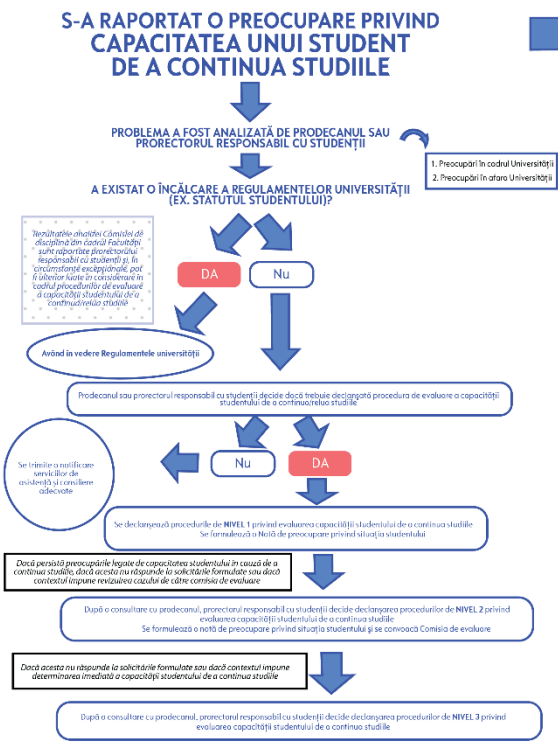 S-A RAPORTAT O PREOCUPARE PRIVIND
CAPACITATEA UNUI STUDENT
DE A CONTINUA STUDIILE
PROBLEMA A FOST ANALIZATĂ DE PRODECANUL SAU
PRORECTORUL RESPONSABIL CU STUDENȚII
1. Preocupări în cadrul Universității
2. Preocupări în afara Universității
A EXISTAT O ÎNCĂLCARE A REGULAMENTELOR UNIVERSITĂȚII
(EX. STATUTUL STUDENTULUI)?
Rezultatele analizei Comisiei de
disciplină din cadrul Facultății
sunt raportate prorectorului
responsabil cu studenții și, în
circumstanțe excepționale, pot
fi ulterior luate în considerare în
cadrul procedurilor de evaluare
a capacității studentului de a
continua/relua studiile
DA
Nu
Având în vedere Regulamentele universității
Prodecanul sau prorectorul responsabil cu studenții decide dacă trebuie declanșată procedura de evaluare a capacității
studentului de a continua/relua studiile
Nu
DA
Se trimite o notificare
serviciilor de
asistență și consiliere
adecvate
Se declanșează procedurile de NIVEL 1 privind evaluarea capacității studentului de a continua studiile
Se formulează o Notă de preocupare privind situația studentului
Dacă persistă preocupările legate de capacitatea studentului în cauză de a
continua studiile, dacă acesta nu răspunde la solicitările formulate sau dacă
contextul impune revizuirea cazului de către comisia de evaluare
După o consultare cu prodecanul, prorectorul responsabil cu studenții decide declanșarea procedurilor de NIVEL 2 privind
evaluarea capacității studentului de a continua studiile
Se formulează o notă de preocupare privind situația studentului și se convoacă Comisia de evaluare
Dacă acesta nu răspunde la solicitările formulate sau dacă contextul impune
determinarea imediată a capacității studentului de a continua studiile
După o consultare cu prodecanul, prorectorul responsabil cu studenții decide declanșarea procedurilor de NIVEL 3 privind
evaluarea capacității studentului de a continua studiile